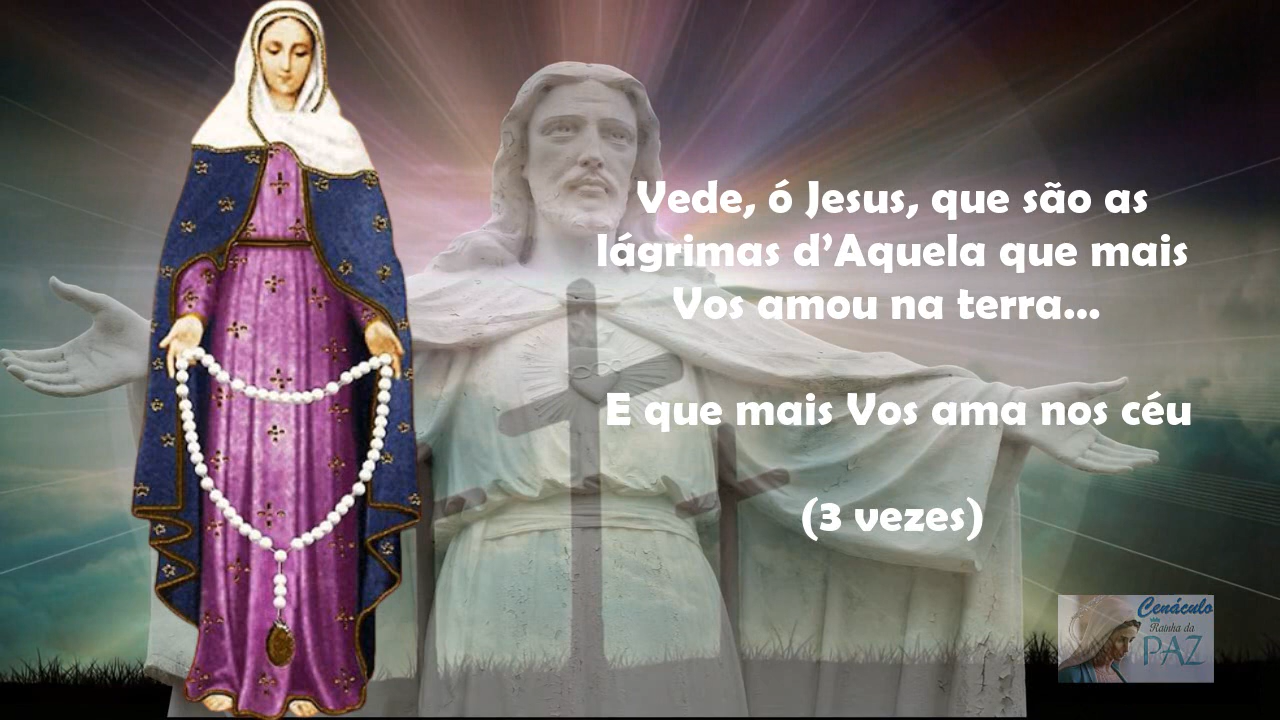 Vede, ó Jesus, que são as
lágrimas d’Aquela que mais
Vos amou na terra...
E que mais Vos ama nos céu
(3 vezes)
Cenáculo
Rainha da
PAZ